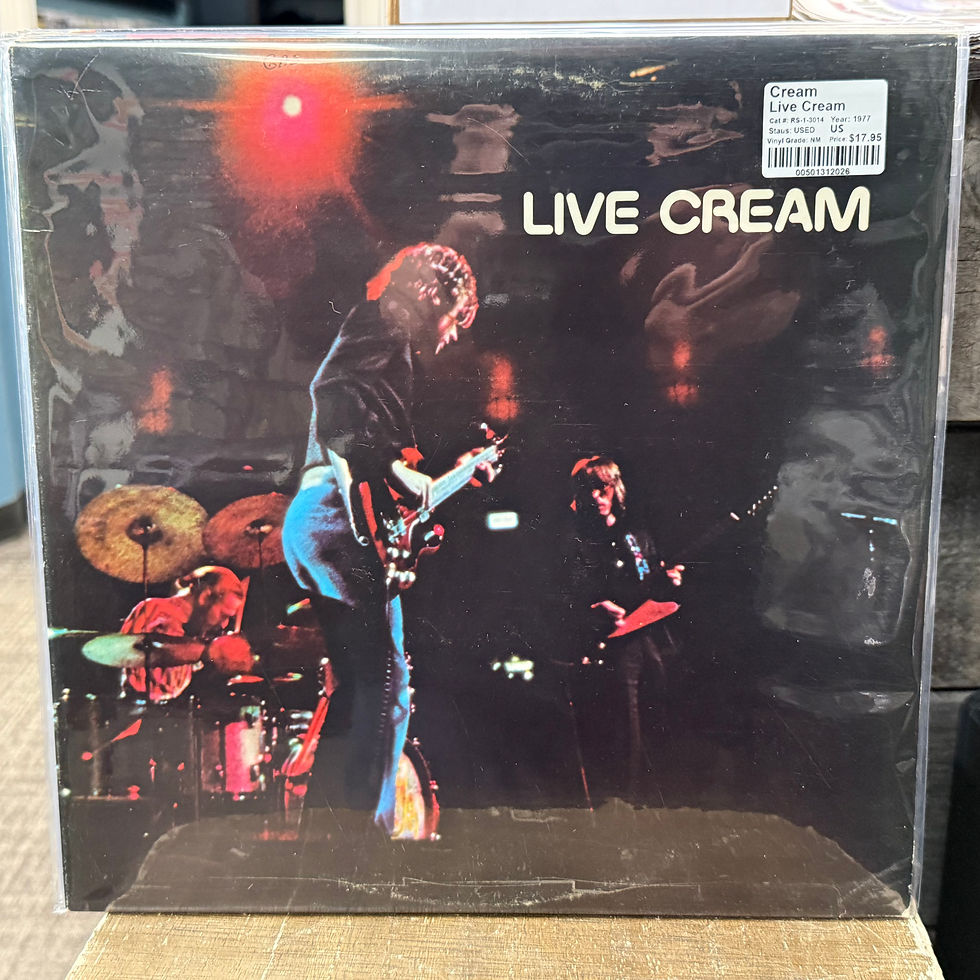 Cream
Live Cream
Cat #: RS-1-3014 Year: 1977
Staus: USED US
Vinyl Grade: NM Price: $17.95
00501312026
LIVE CREAM